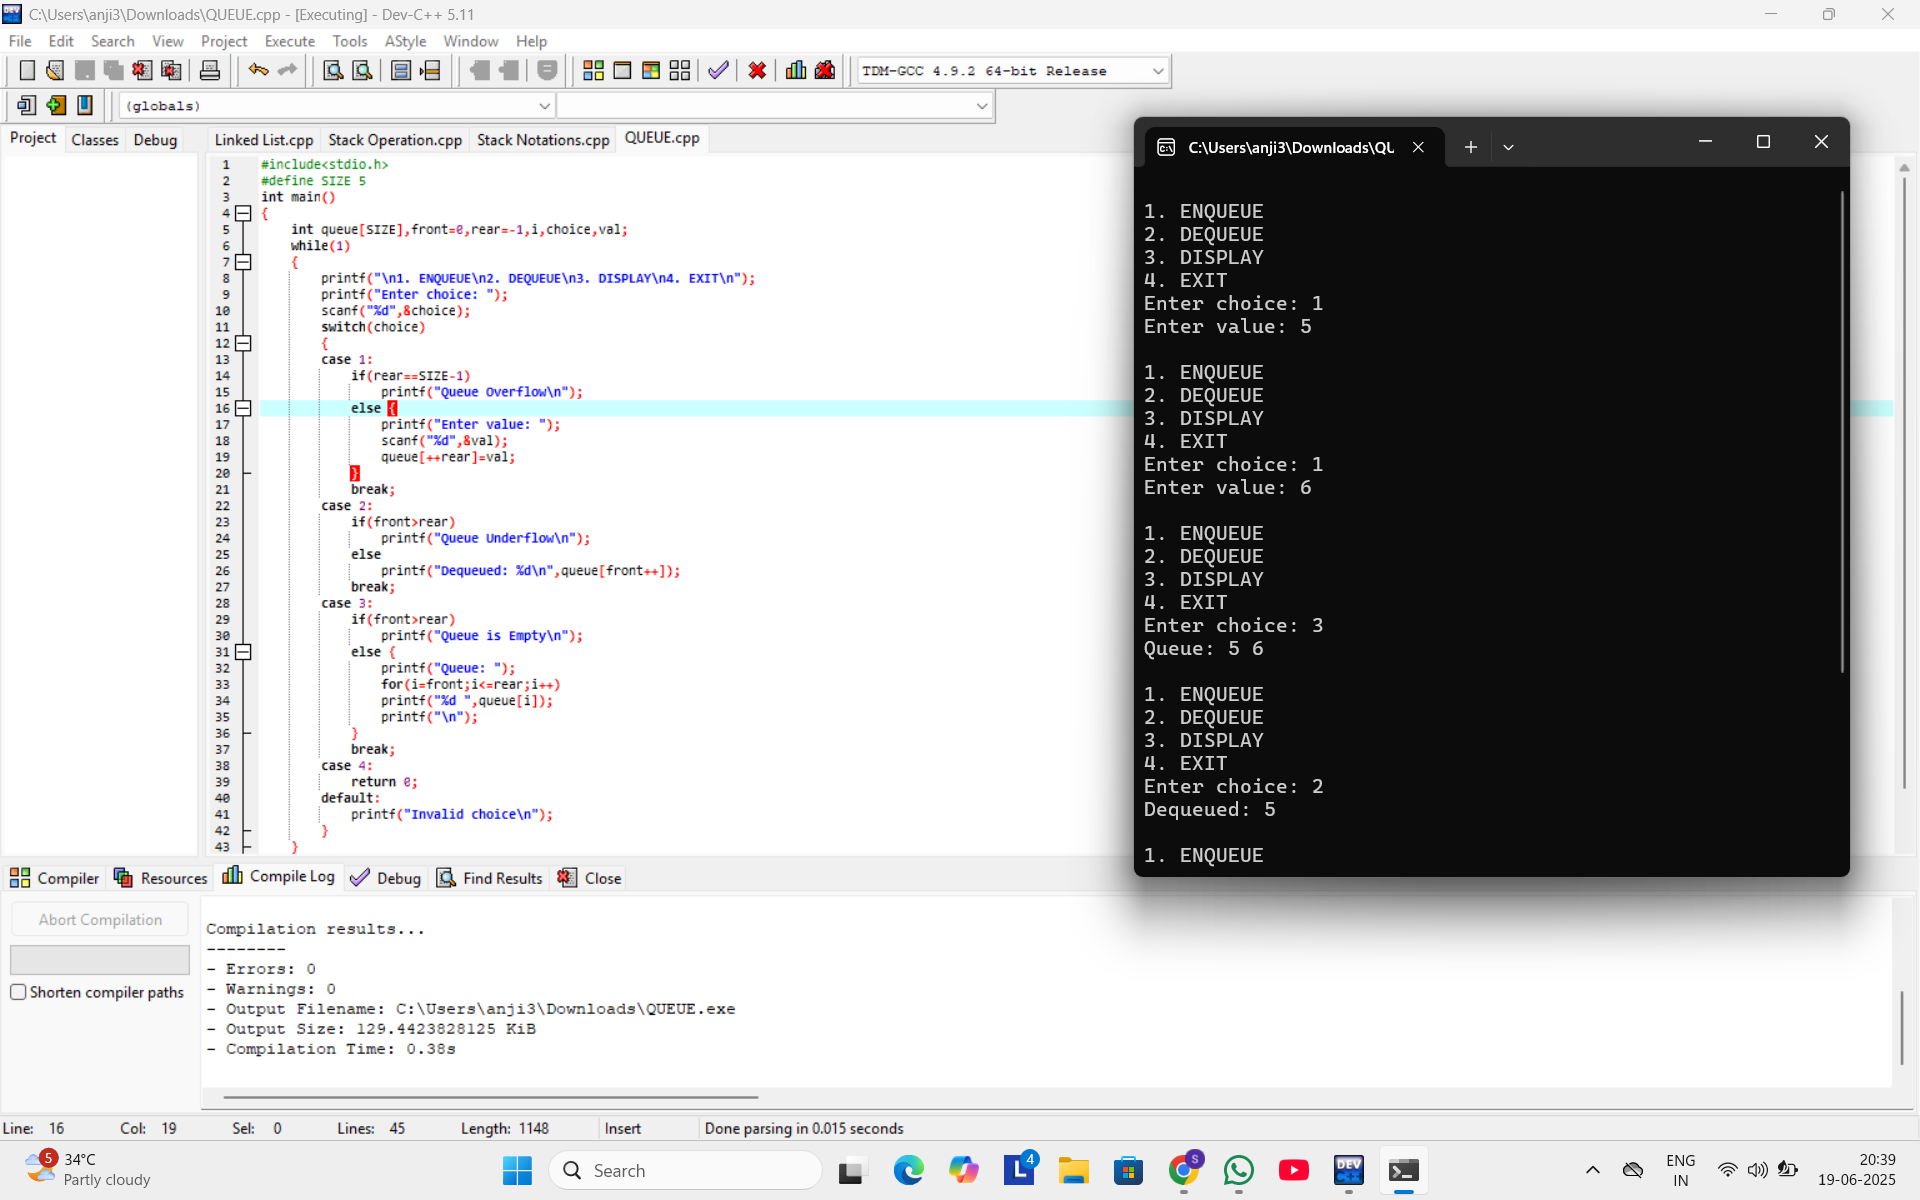 C:\Users\anji3\Downloads\QUEUE.cpp - [Executing] - Dev-C++ 5.11
File Edit Search View Project Execute Tools AStyle Window Help
TDM-GCC 4.9.2 64-bit Release
(globals)
Project Classes Debug
Linked List.cpp Stack Operation.cpp Stack Notations.cpp QUEUE.cpp
1 #include<stdio.h>
2 #define SIZE 5
3 int main()
4 {
5 int queue[SIZE],front=0,rear=-1,i,choice,val;
6 while(1)
7 {
8 printf("\n1. ENQUEUE\n2. DEQUEUE\n3. DISPLAY\n4. EXIT\n");
9 printf("Enter choice: ");
10 scanf("%d",&choice);
11 switch(choice)
12 {
13 case 1:
14 if(rear==SIZE-1)
15 printf("Queue Overflow\n");
16 else {
17 printf("Enter value: ");
18 scanf("%d",&val);
19 queue[++rear]=val;
20 }
21 break;
22 case 2:
23 if(front>rear)
24 printf("Queue Underflow\n");
25 else
26 printf("Dequeued: %d\n",queue[front++]);
27 break;
28 case 3:
29 if(front>rear)
30 printf("Queue is Empty\n");
31 else {
32 printf("Queue: ");
33 for(i=front;i<=rear;i++)
34 printf("%d ",queue[i]);
35 printf("\n");
36 }
37 break;
38 case 4:
39 return 0;
40 default:
41 printf("Invalid choice\n");
42 }
43 }
C:\Users\anji3\Downloads\QU
1. ENQUEUE
2. DEQUEUE
3. DISPLAY
4. EXIT
Enter choice: 1
Enter value: 5
1. ENQUEUE
2. DEQUEUE
3. DISPLAY
4. EXIT
Enter choice: 1
Enter value: 6
1. ENQUEUE
2. DEQUEUE
3. DISPLAY
4. EXIT
Enter choice: 3
Queue: 5 6
1. ENQUEUE
2. DEQUEUE
3. DISPLAY
4. EXIT
Enter choice: 2
Dequeued: 5
1. ENQUEUE
Compiler Resources Compile Log Debug Find Results Close
Abort Compilation
Shorten compiler paths
Compilation results...
--------
- Errors: 0
- Warnings: 0
- Output Filename: C:\Users\anji3\Downloads\QUEUE.exe
- Output Size: 129.4423828125 KiB
- Compilation Time: 0.38s
Line: 16 Col: 19 Sel: 0 Lines: 45 Length: 1148 Insert Done parsing in 0.015 seconds
5
34°C
Partly cloudy
Search
L 4
S
DEV
ENG
IN
20:39
19-06-2025